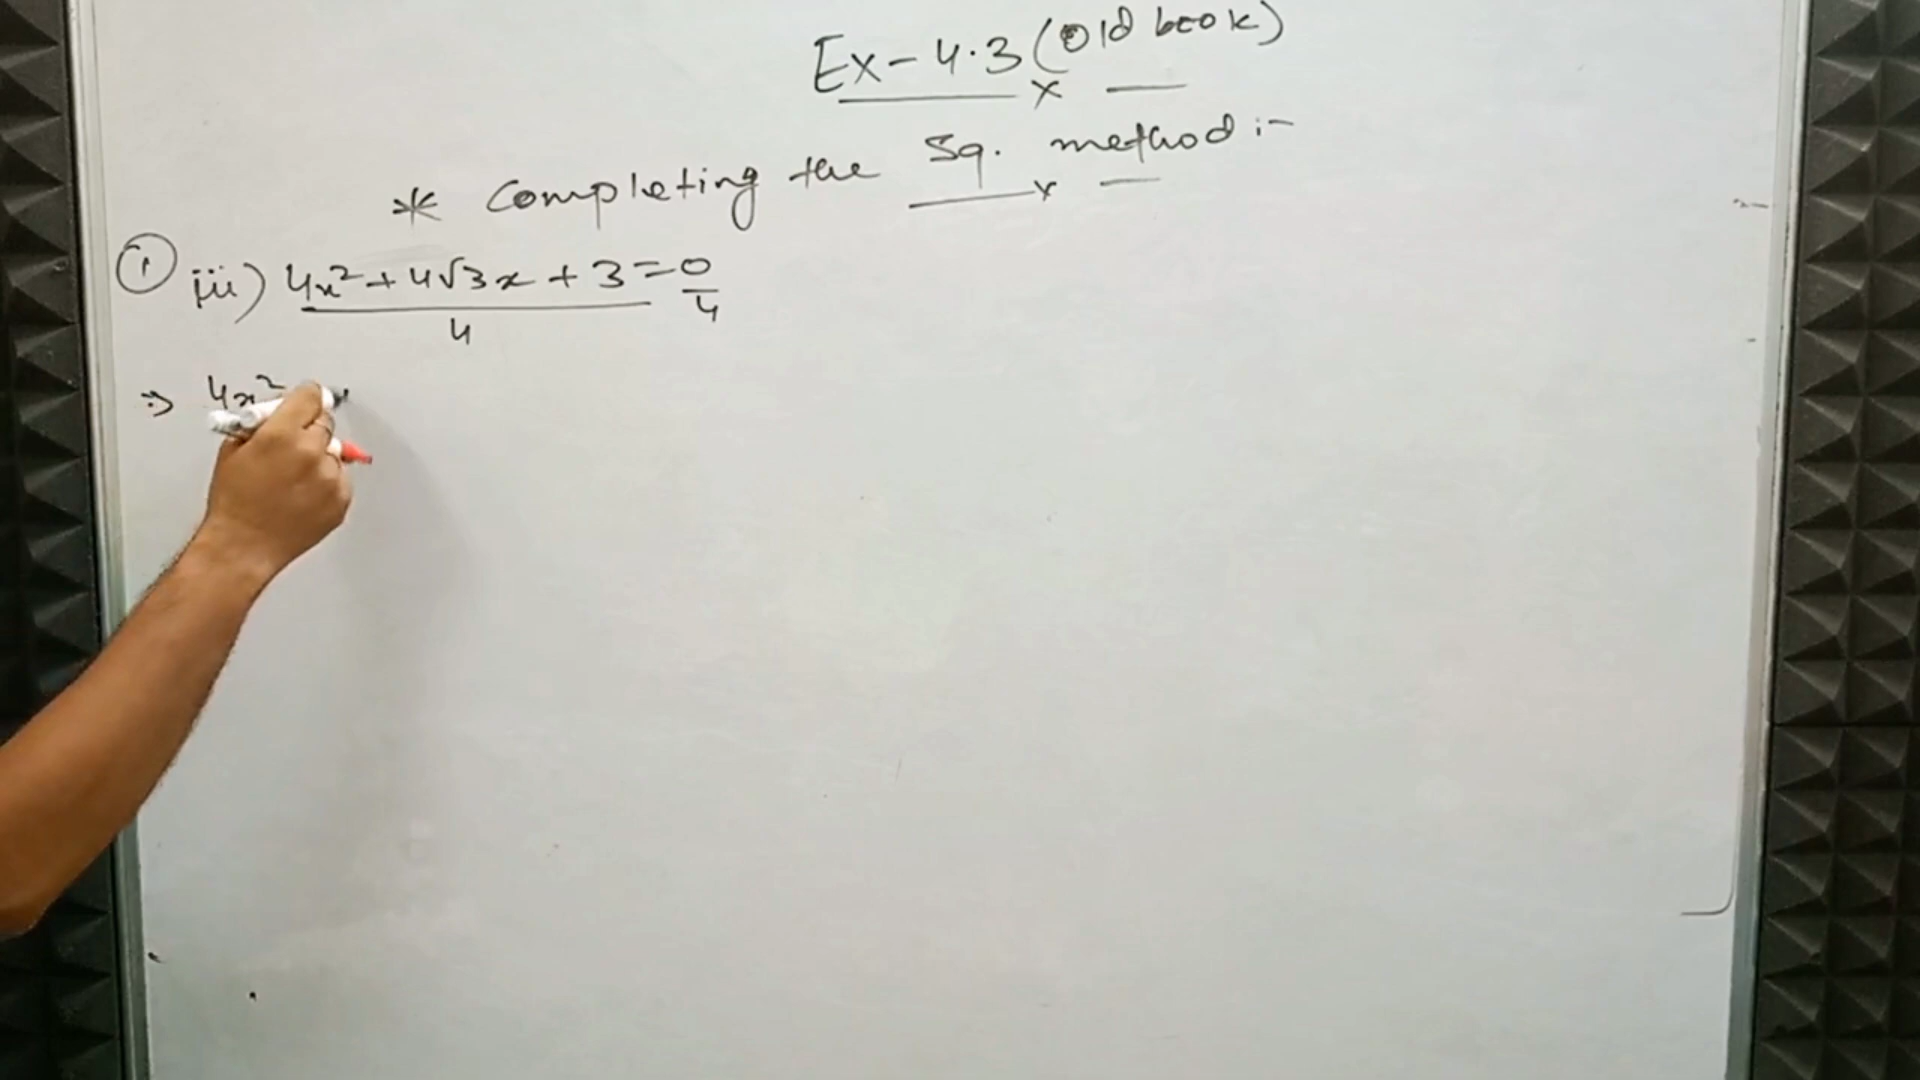 Ex - 4.3 (Old book)
* Completing the Sq. method :-
① iii) 4x² + 4√3x + 3 = 0
4 4
⇒ 4x²